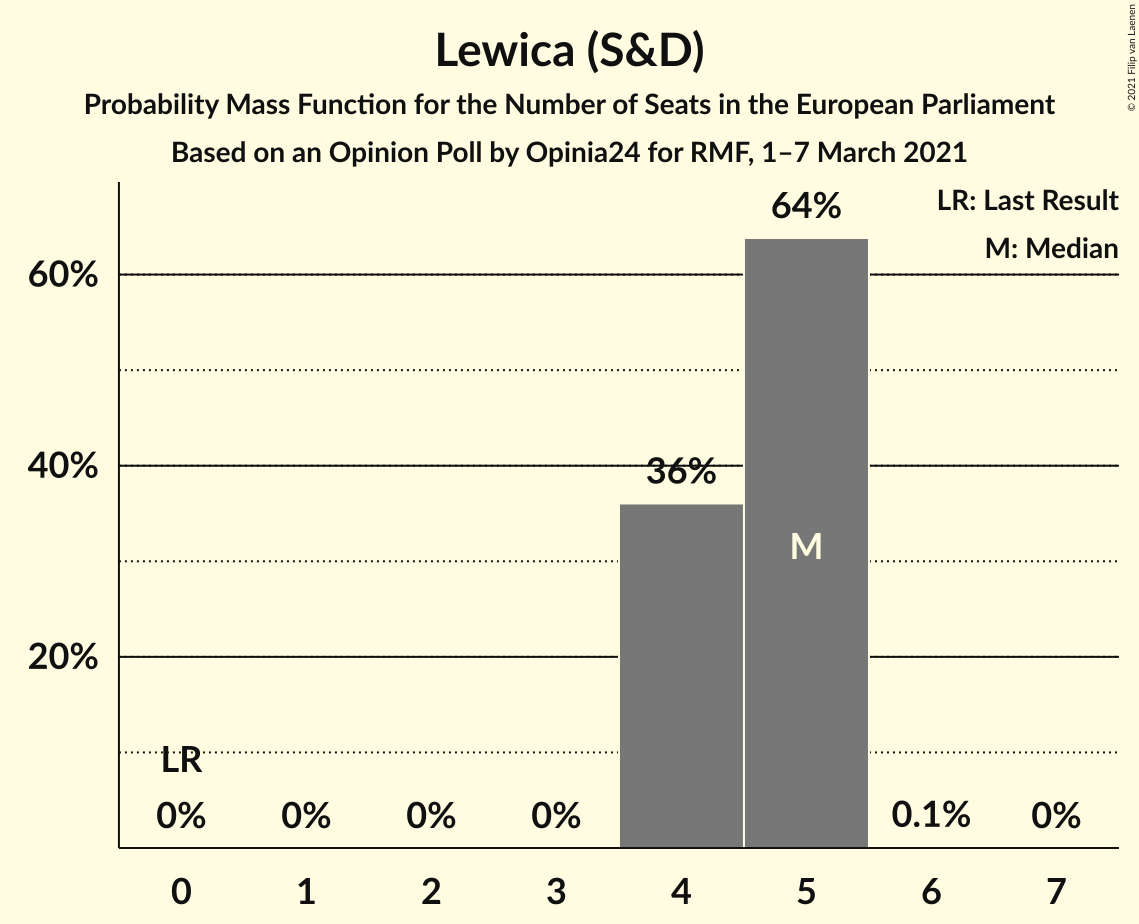 Lewica (S&D)
Probability Mass Function for the Number of Seats in the European Parliament
Based on an Opinion Poll by Opinia24 for RMF, 1–7 March 2021
© 2021 Filip van Laenen
LR: Last Result
M: Median
64%
60%
40%
36%
M
20%
LR
0% 0% 0% 0% 0.1% 0%
0 1 2 3 4 5 6 7